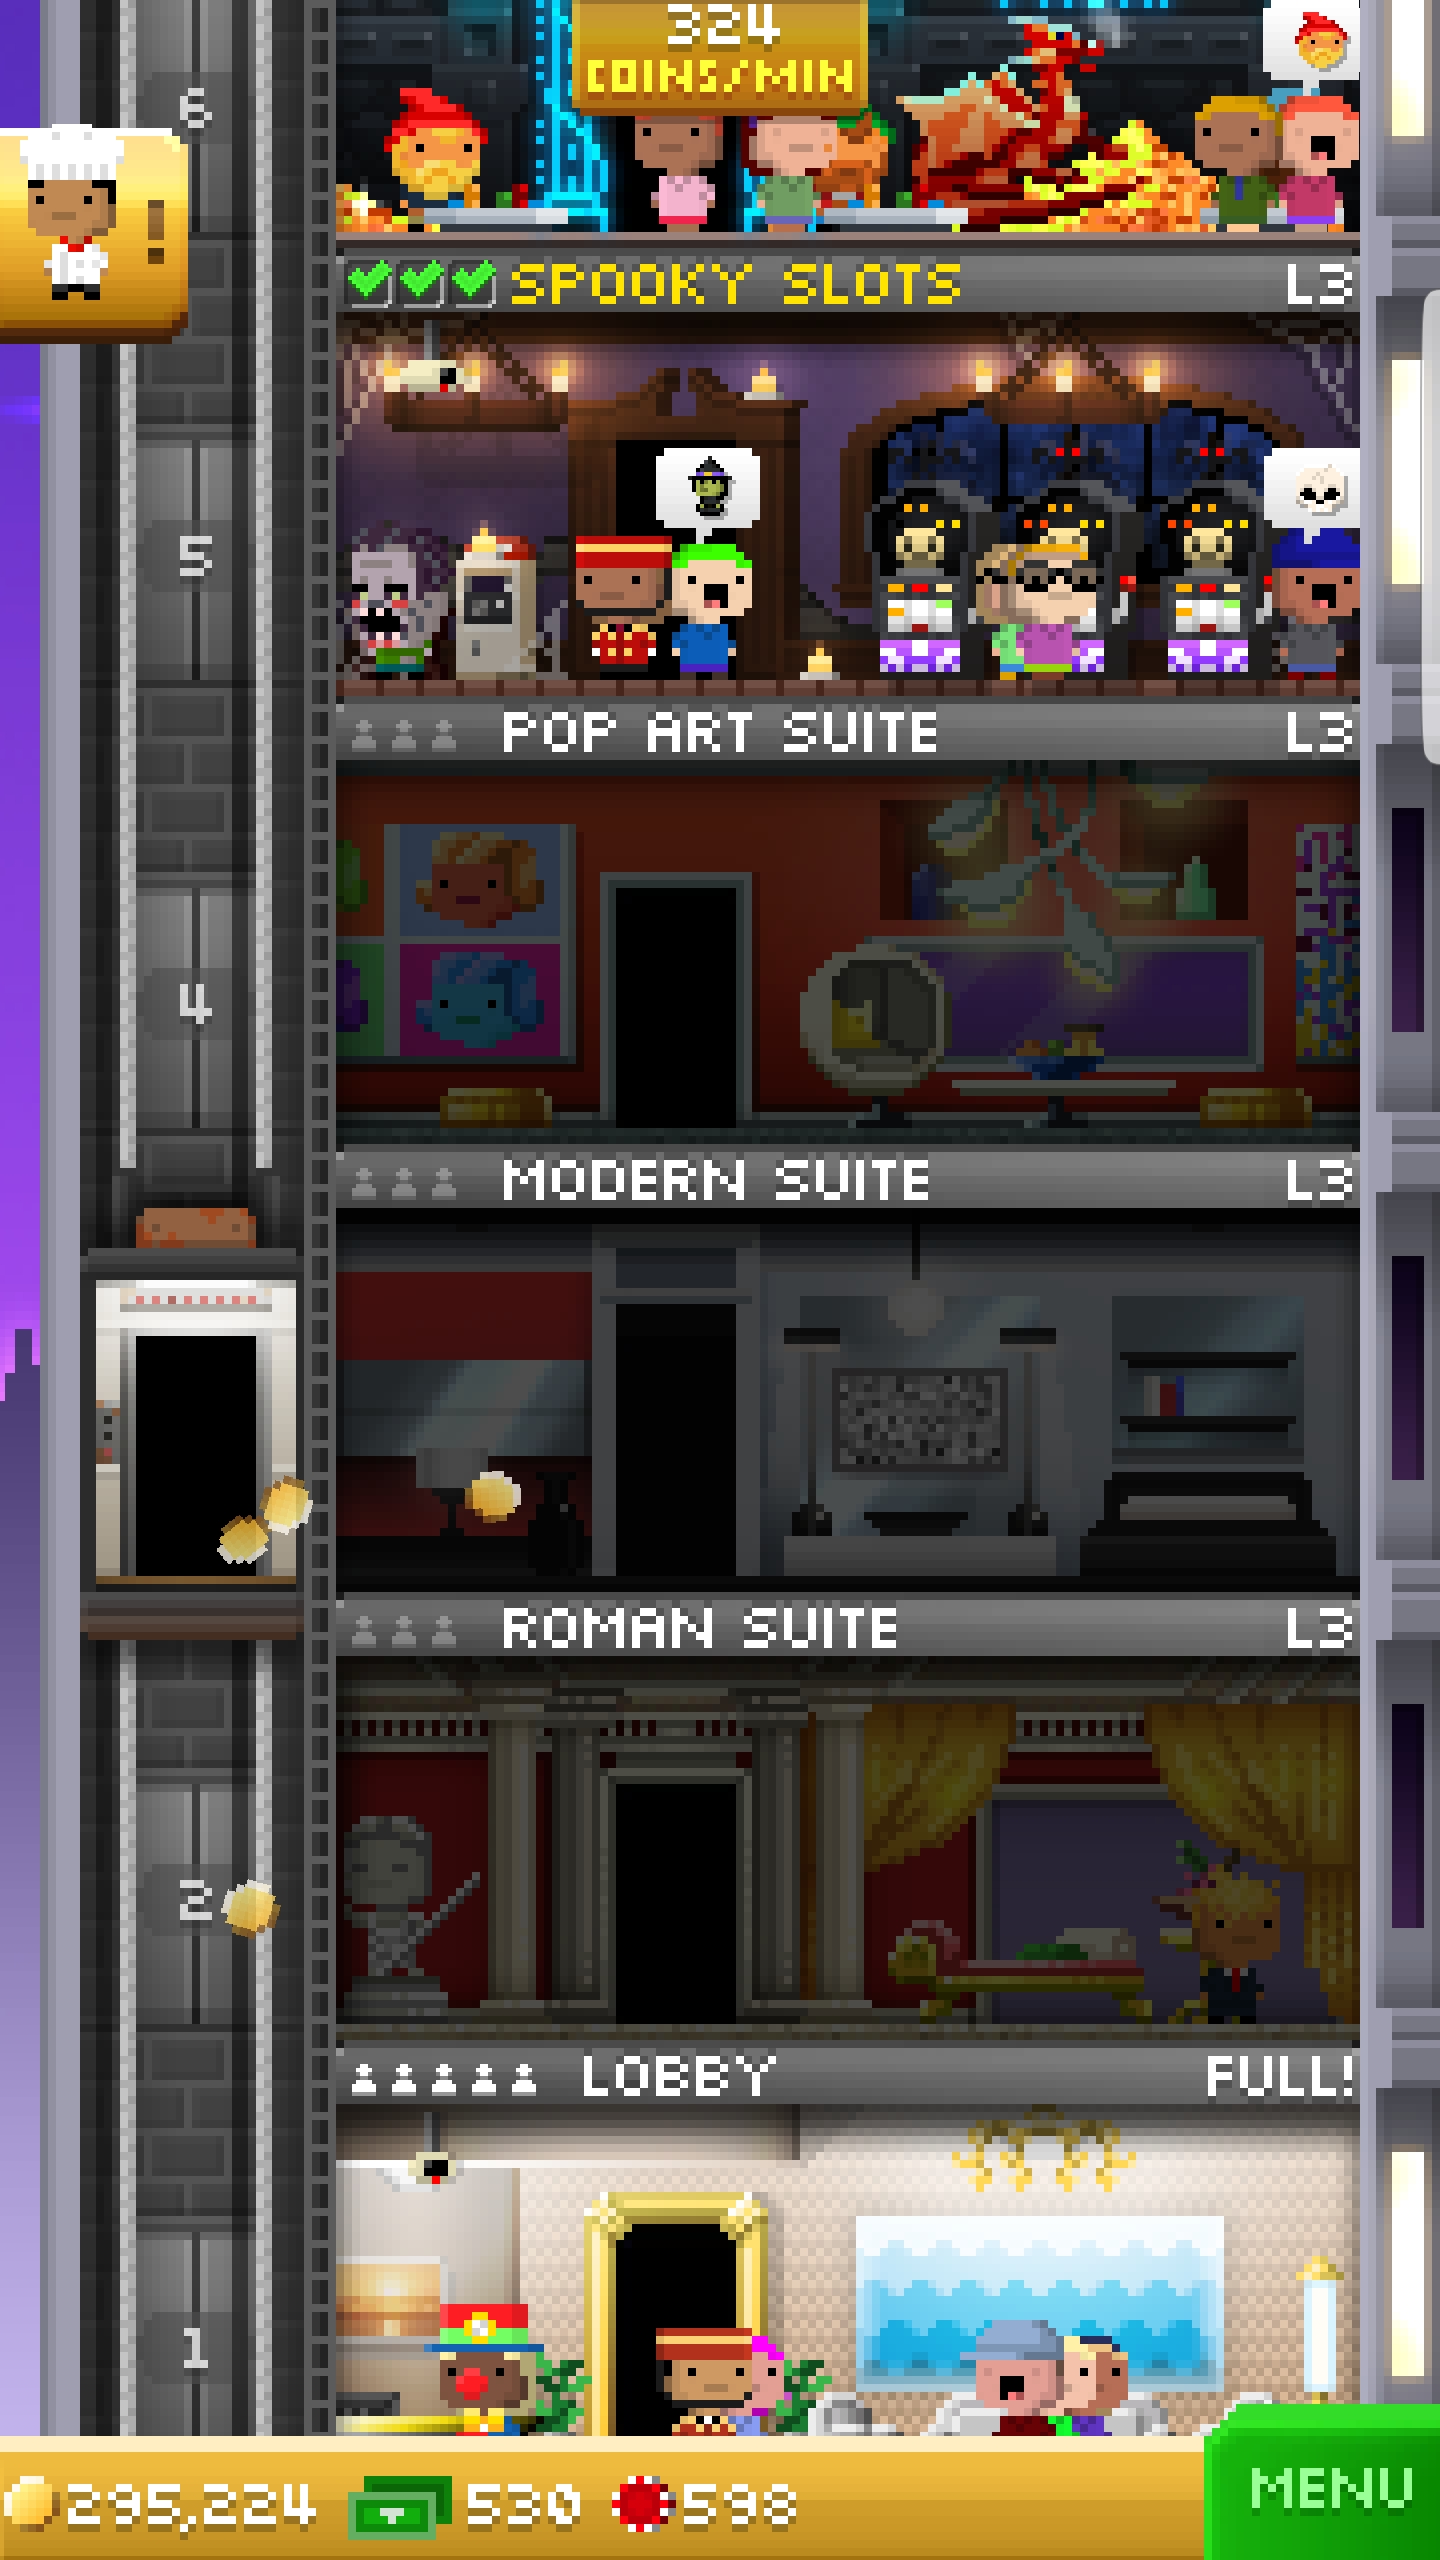 324
COINS/MIN
6
!
SPOOKY SLOTS L3
5
POP ART SUITE L3
4
MODERN SUITE L3
ROMAN SUITE L3
2
LOBBY FULL!
1
295,224 530 598
MENU